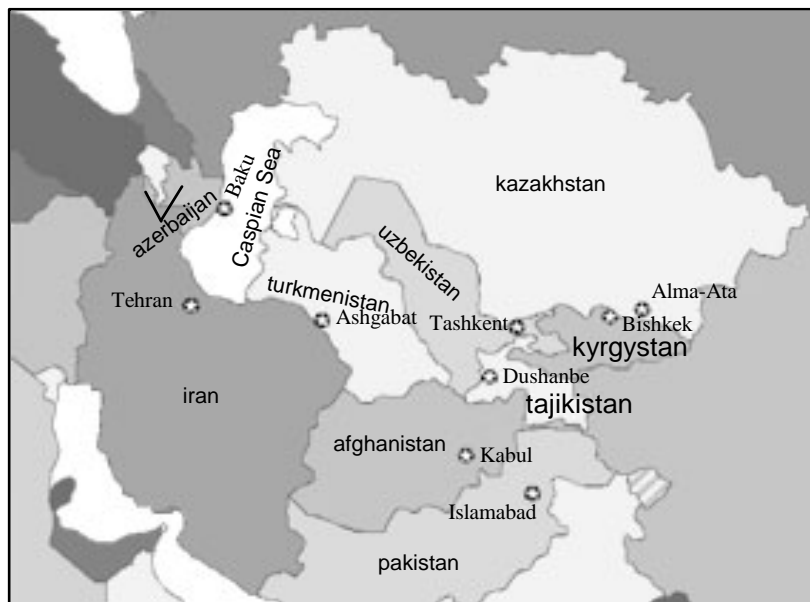 kazakhstan
Baku
Caspian Sea
azerbaijan
uzbekistan
turkmenistan
Tehran
Ashgabat
Tashkent
Alma-Ata
Bishkek
kyrgystan
Dushanbe
iran
tajikistan
afghanistan
Kabul
Islamabad
pakistan